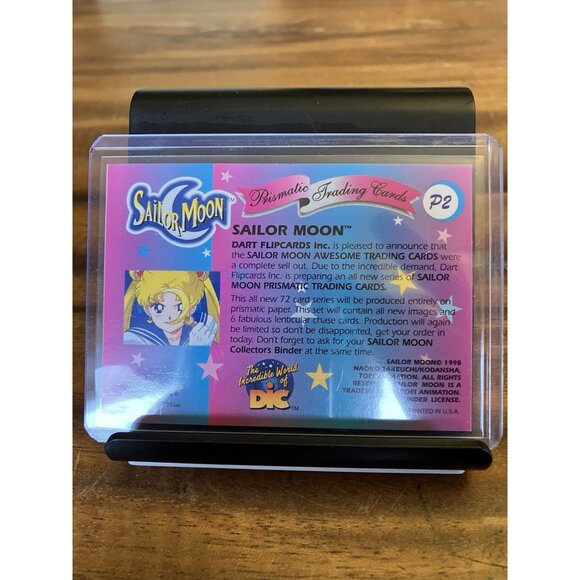 SAILOR MOON™
Prismatic Trading Cards
P2
SAILOR MOON™
DART FLIPCARDS inc. is pleased to announce that
the SAILOR MOON AWESOME TRADING CARDS were
a complete sell out. Due to the incredible demand, Dart
Flipcards Inc. is preparing an all new series of SAILOR
MOON PRISMATIC TRADING CARDS.
This all new 72 card series will be produced entirely on
prismatic paper. This set will contain all new images and
6 fabulous lenticular chase cards. Production will again
be limited so don't be disappointed, get your order in
today. Don't forget to ask for your SAILOR MOON
Collector's Binder at the same time.
The
Incredible World
of
DiC™
SAILOR MOON© 1998
NAOKO TAKEUCHI/KODANSHA,
ALL RIGHTS
SAILOR MOON IS A
ANIMATION,
UNDER LICENSE.
PRINTED IN U.S.A.